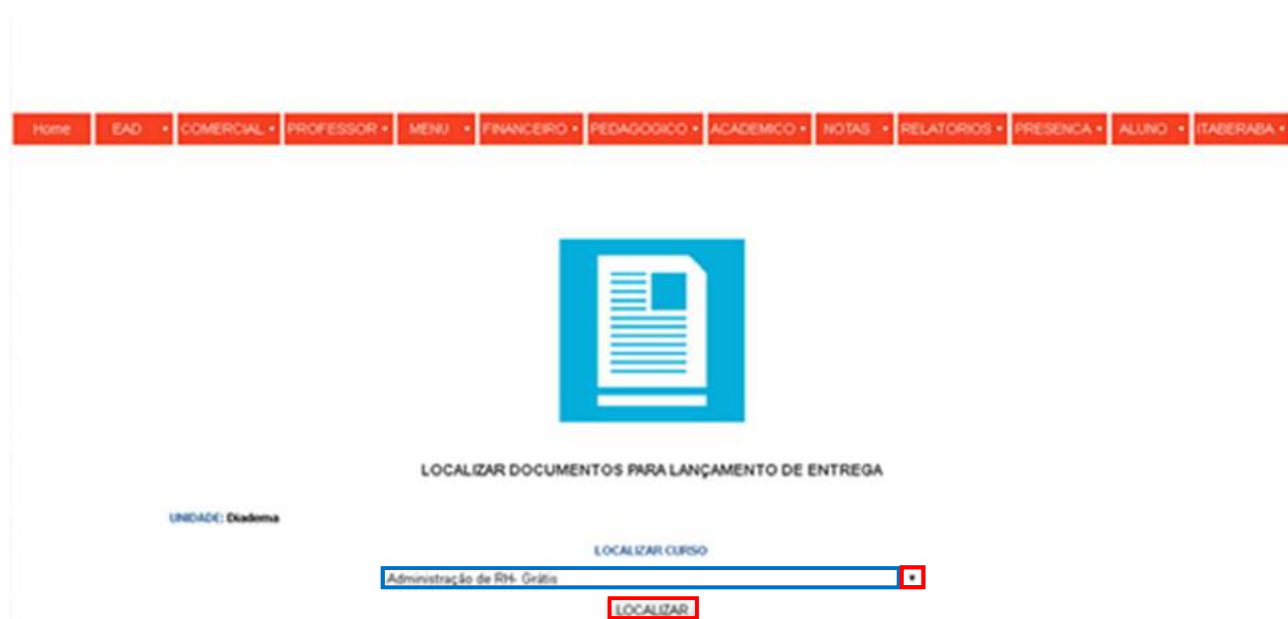 Home EAD COMERCIAL PROFESSOR MENU FINANCEIRO PEDAGOGICO ACADEMICO NOTAS RELATORIOS PRESENCA ALUNO ITABERABA
LOCALIZAR DOCUMENTOS PARA LANÇAMENTO DE ENTREGA
UNIDADE: Diadema
LOCALIZAR CURSO
Administração de RH- Grátis
LOCALIZAR